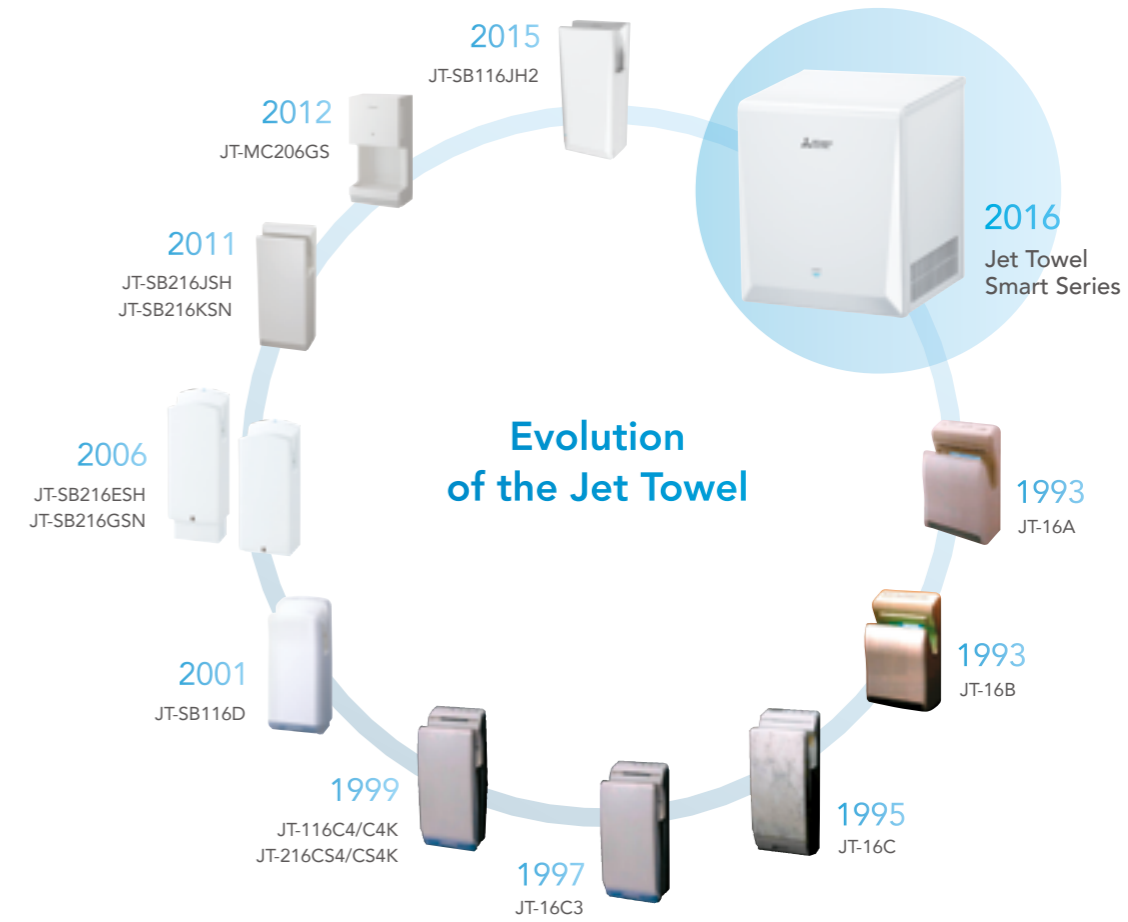 Evolution
of the Jet Towel
1993
JT-16A
1993
JT-16B
1995
JT-16C
1997
JT-16C3
1999
JT-116C4/C4K
JT-216CS4/CS4K
2001
JT-SB116D
2006
JT-SB216ESH
JT-SB216GSN
2011
JT-SB216JSH
JT-SB216KSN
2012
JT-MC206GS
2015
JT-SB116JH2
2016
Jet Towel
Smart Series